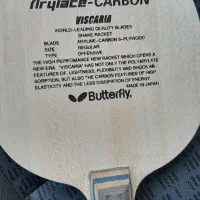 Arylate-CARBON
VISCARIA
WORLD-LEADING QUALITY BLADES
SHAKE RACKET
BLADE ARYLATE-CARBON 5-PLYWOOD
SIZE REGULAR
TYPE OFFENSIVE
THE HIGH PERFORMANCE NEW RACKET WHICH OPENS A
NEW ERA. "VISCARIA" HAS NOT ONLY THE POLYARYLATE
FEATURES OF, LIGHTNESS, FLEXIBILITY AND SHOCK AB-
SORPTION, BUT ALSO THE CARBON FEATURES OF HIGH
ELASTICITY AND THE LESS DISSIPATION OF ENERGY.
MADE IN JAPAN
Butterfly